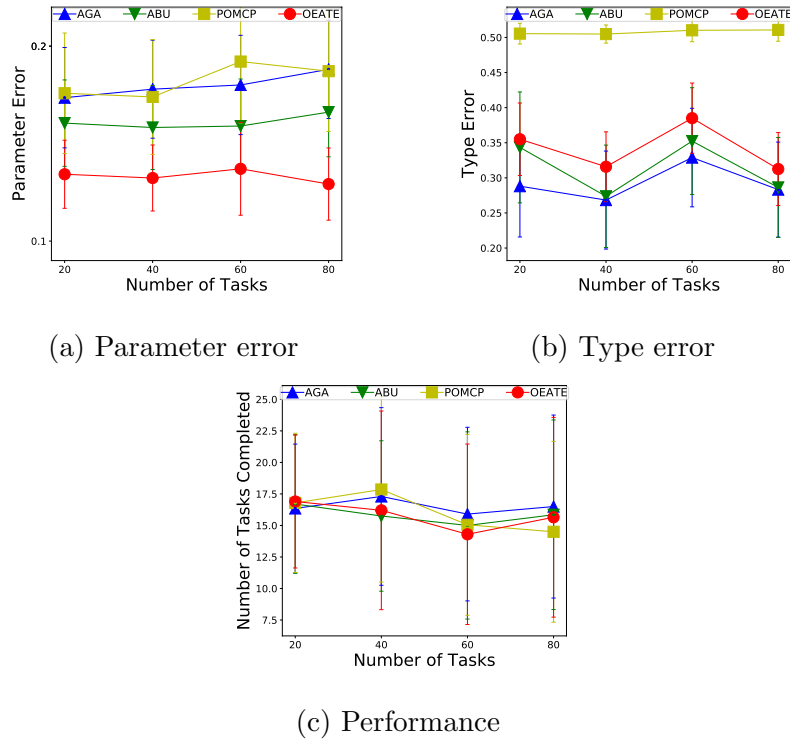 AGA ABU POMCP OEATE
0.2
0.1
Parameter Error
20 40 60 80
Number of Tasks
(a) Parameter error
AGA ABU POMCP OEATE
0.50
0.45
0.40
0.35
0.30
0.25
0.20
Type Error
20 40 60 80
Number of Tasks
(b) Type error
AGA ABU POMCP OEATE
25.0
22.5
20.0
17.5
15.0
12.5
10.0
7.5
Number of Tasks Completed
20 40 60 80
Number of Tasks
(c) Performance